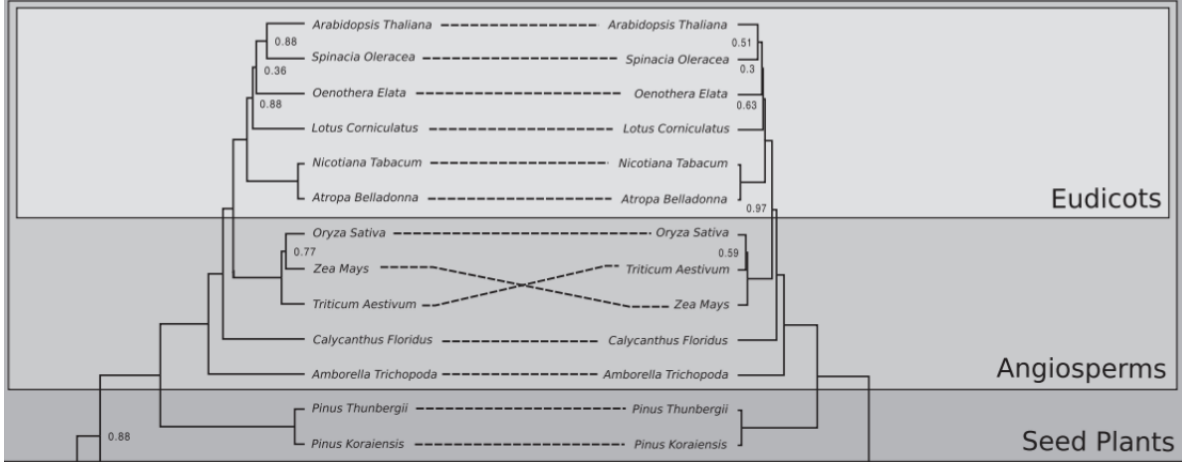 Arabidopsis Thaliana Arabidopsis Thaliana
0.88 0.51
Spinacia Oleracea Spinacia Oleracea
0.36 0.3
Oenothera Elata Oenothera Elata
0.88 0.63
Lotus Corniculatus Lotus Corniculatus
Nicotiana Tabacum Nicotiana Tabacum
Atropa Belladonna Atropa Belladonna
Eudicots
0.97
Oryza Sativa Oryza Sativa
0.77 0.59
Zea Mays Triticum Aestivum
Triticum Aestivum Zea Mays
Calycanthus Floridus Calycanthus Floridus
Angiosperms
Amborella Trichopoda Amborella Trichopoda
Pinus Thunbergii Pinus Thunbergii
0.88
Pinus Koraiensis Pinus Koraiensis
Seed Plants